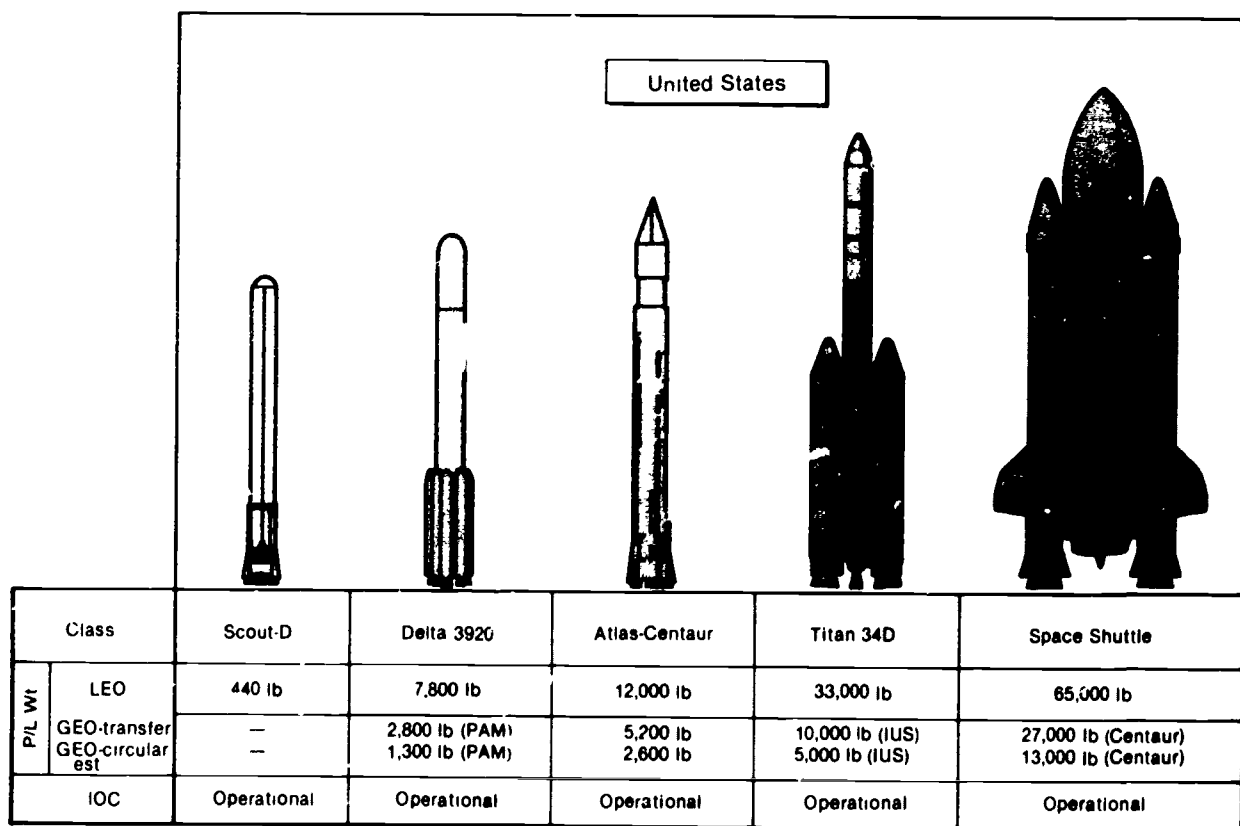 United States
Class Scout-D Delta 3920 Atlas-Centaur Titan 34D Space Shuttle
P/L Wt
LEO 440 lb 7,800 lb 12,000 lb 33,000 lb 65,000 lb
GEO-transfer — 2,800 lb (PAM) 5,200 lb 10,000 lb (IUS) 27,000 lb (Centaur)
GEO-circular — 1,300 lb (PAM) 2,600 lb 5,000 lb (IUS) 13,000 lb (Centaur)
est
IOC Operational Operational Operational Operational Operational